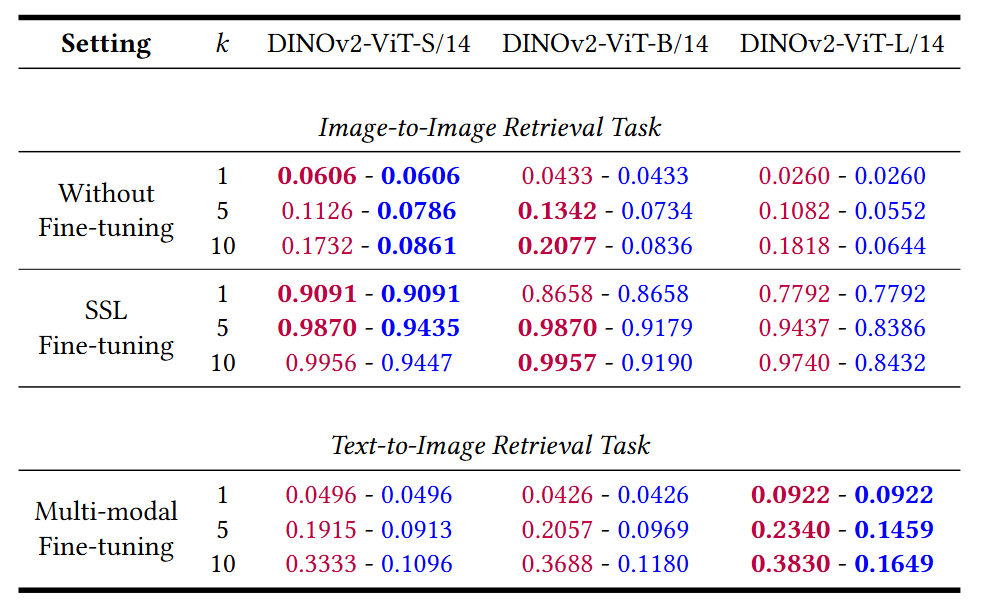 Setting k DINOv2-ViT-S/14 DINOv2-ViT-B/14 DINOv2-ViT-L/14
Image-to-Image Retrieval Task
Without Fine-tuning
1 0.0606 - 0.0606 0.0433 - 0.0433 0.0260 - 0.0260
5 0.1126 - 0.0786 0.1342 - 0.0734 0.1082 - 0.0552
10 0.1732 - 0.0861 0.2077 - 0.0836 0.1818 - 0.0644
SSL Fine-tuning
1 0.9091 - 0.9091 0.8658 - 0.8658 0.7792 - 0.7792
5 0.9870 - 0.9435 0.9870 - 0.9179 0.9437 - 0.8386
10 0.9956 - 0.9447 0.9957 - 0.9190 0.9740 - 0.8432
Text-to-Image Retrieval Task
Multi-modal Fine-tuning
1 0.0496 - 0.0496 0.0426 - 0.0426 0.0922 - 0.0922
5 0.1915 - 0.0913 0.2057 - 0.0969 0.2340 - 0.1459
10 0.3333 - 0.1096 0.3688 - 0.1180 0.3830 - 0.1649